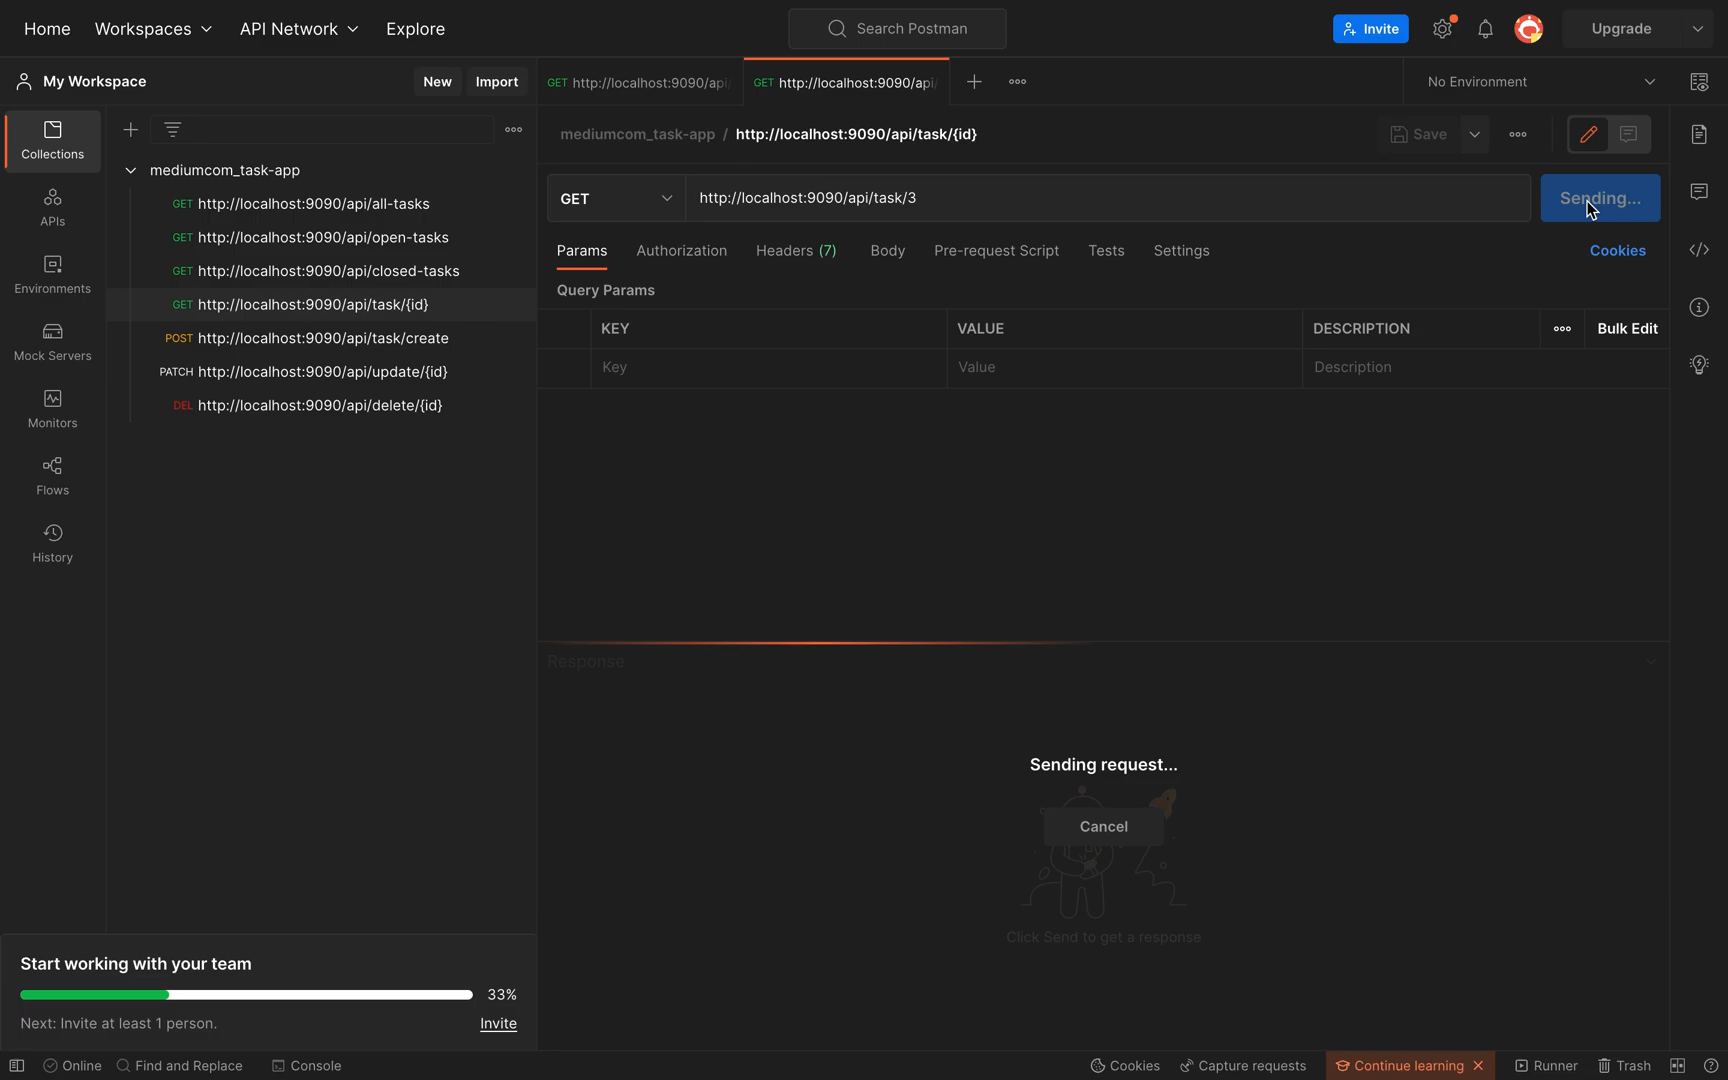 Home Workspaces API Network Explore Search Postman Invite Upgrade
My Workspace New Import GET http://localhost:9090/api/ GET http://localhost:9090/api/ No Environment
Collections
APIs
Environments
Mock Servers
Monitors
Flows
History
mediumcom_task-app
GET http://localhost:9090/api/all-tasks
GET http://localhost:9090/api/open-tasks
GET http://localhost:9090/api/closed-tasks
GET http://localhost:9090/api/task/{id}
POST http://localhost:9090/api/task/create
PATCH http://localhost:9090/api/update/{id}
DEL http://localhost:9090/api/delete/{id}
mediumcom_task-app / http://localhost:9090/api/task/{id} Save
GET http://localhost:9090/api/task/3 Sending...
Params Authorization Headers (7) Body Pre-request Script Tests Settings Cookies
Query Params
KEY VALUE DESCRIPTION Bulk Edit
Key Value Description
Response
Sending request...
Cancel
Click Send to get a response
Start working with your team
33%
Next: Invite at least 1 person. Invite
Online Find and Replace Console Cookies Capture requests Continue learning Runner Trash